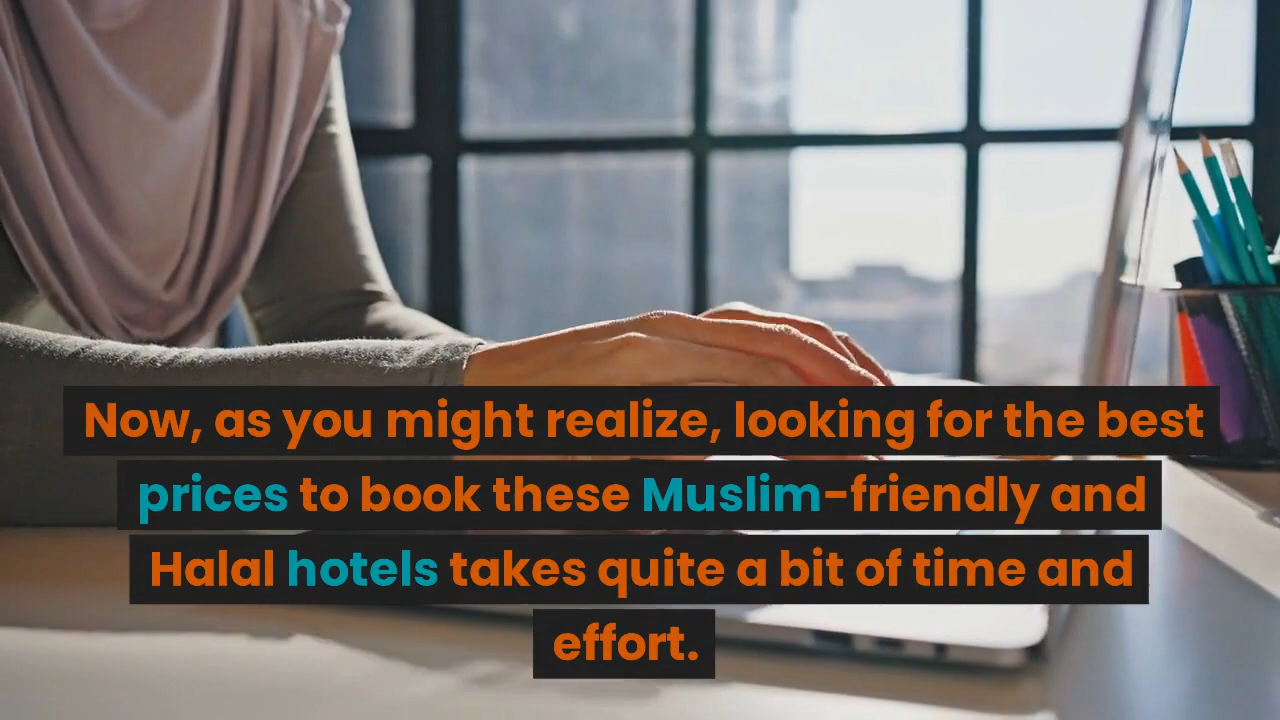 Now, as you might realize, looking for the best
prices to book these Muslim-friendly and
Halal hotels takes quite a bit of time and
effort.